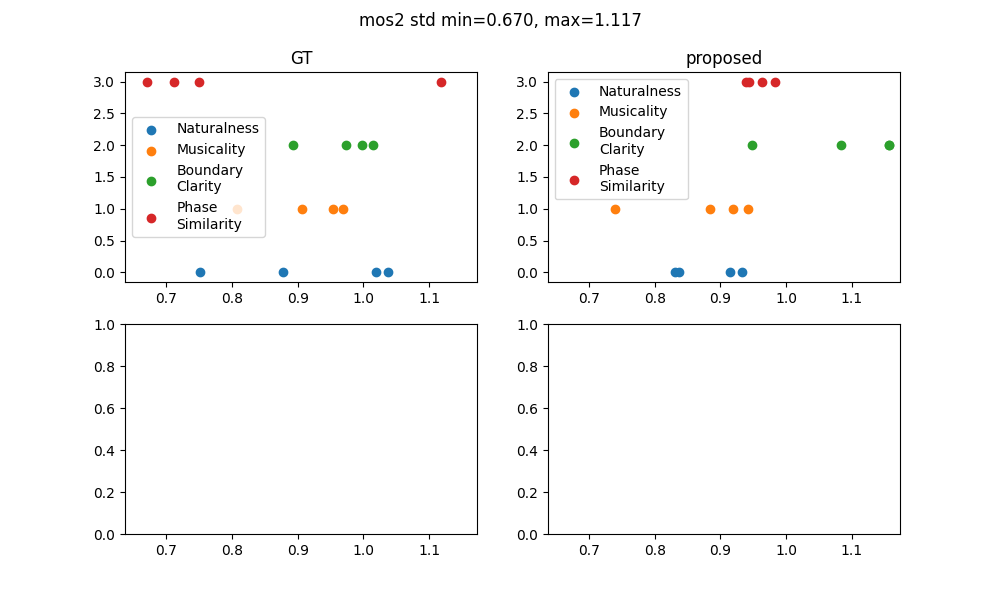 mos2 std min=0.670, max=1.117
GT
proposed
3.0
2.5
2.0
1.5
1.0
0.5
0.0
Naturalness
Musicality
Boundary
Clarity
Phase
Similarity
0.7 0.8 0.9 1.0 1.1
3.0
2.5
2.0
1.5
1.0
0.5
0.0
Naturalness
Musicality
Boundary
Clarity
Phase
Similarity
0.7 0.8 0.9 1.0 1.1
1.0
0.8
0.6
0.4
0.2
0.0
0.7 0.8 0.9 1.0 1.1
1.0
0.8
0.6
0.4
0.2
0.0
0.7 0.8 0.9 1.0 1.1